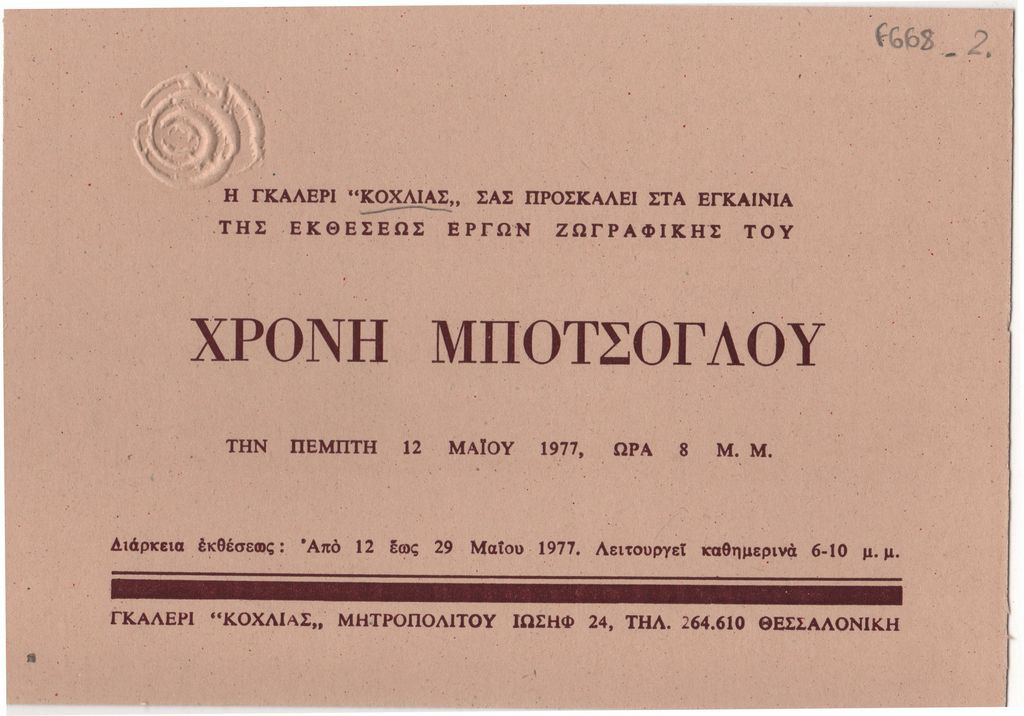 f668_2.
Η ΓΚΑΛΕΡΙ “ΚΟΧΛΙΑΣ„ ΣΑΣ ΠΡΟΣΚΑΛΕΙ ΣΤΑ ΕΓΚΑΙΝΙΑ
ΤΗΣ ΕΚΘΕΣΕΩΣ ΕΡΓΩΝ ΖΩΓΡΑΦΙΚΗΣ ΤΟΥ
ΧΡΟΝΗ ΜΠΟΤΣΟΓΛΟΥ
ΤΗΝ ΠΕΜΠΤΗ 12 ΜΑΪΟΥ 1977, ΩΡΑ 8 Μ. Μ.
Διάρκεια ἐκθέσεως: Ἀπὸ 12 ἕως 29 Μαΐου 1977. Λειτουργεῖ καθημερινὰ 6-10 μ.μ.
ΓΚΑΛΕΡΙ “ΚΟΧΛΙΑΣ„ ΜΗΤΡΟΠΟΛΙΤΟΥ ΙΩΣΗΦ 24, ΤΗΛ. 264.610 ΘΕΣΣΑΛΟΝΙΚΗ